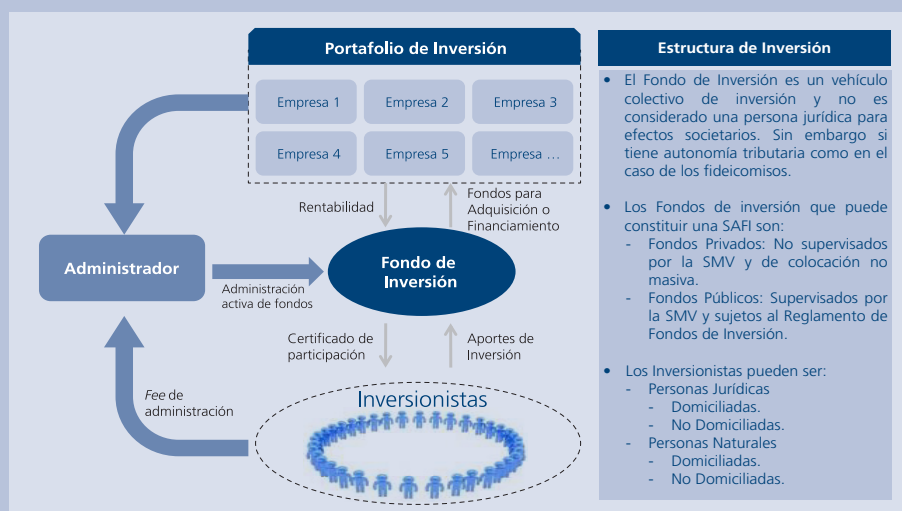 Portafolio de Inversión
Empresa 1
Empresa 2
Empresa 3
Empresa 4
Empresa 5
Empresa ...
Rentabilidad
Fondos para
Adquisición o
Financiamiento
Administrador
Administración
activa de fondos
Fondo de
Inversión
Certificado de
participación
Aportes de
Inversión
Fee de
administración
Inversionistas
Estructura de Inversión
• El Fondo de Inversión es un vehículo
colectivo de inversión y no es
considerado una persona jurídica para
efectos societarios. Sin embargo si
tiene autonomía tributaria como en el
caso de los fideicomisos.
• Los Fondos de inversión que puede
constituir una SAFI son:
- Fondos Privados: No supervisados
por la SMV y de colocación no
masiva.
- Fondos Públicos: Supervisados por
la SMV y sujetos al Reglamento de
Fondos de Inversión.
• Los Inversionistas pueden ser:
- Personas Jurídicas
- Domiciliadas.
- No Domiciliadas.
- Personas Naturales
- Domiciliadas.
- No Domiciliadas.